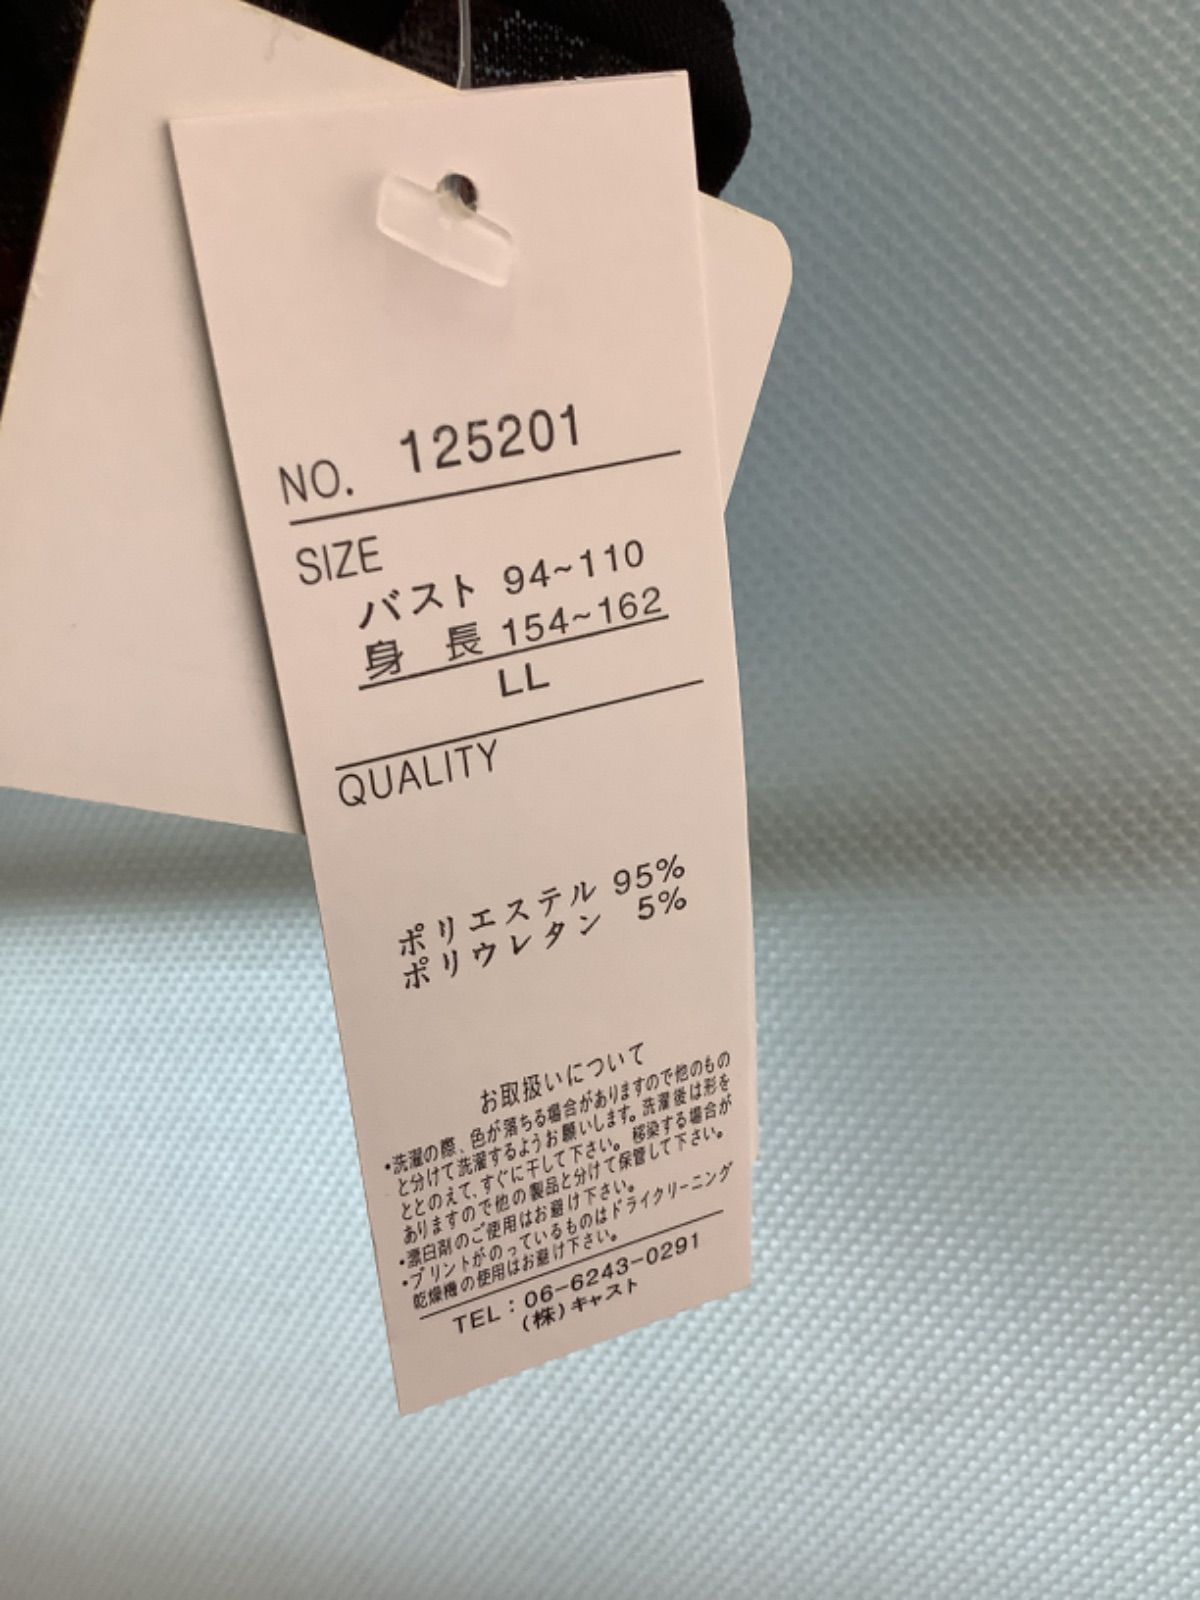 NO. 125201
SIZE
バスト 94~110
身 長 154~162
LL
QUALITY
ポリエステル 95%
ポリウレタン 5%
お取扱いについて
•洗濯の際、色が落ちる場合がありますので他のもの
と分けて洗濯するようお願いします。洗濯後は形を
ととのえて、すぐに干して下さい。移染する場合が
ありますので他の製品と分けて保管して下さい。
•漂白剤のご使用はお避け下さい。
•プリントがのっているものはドライクリーニング
乾燥機の使用はお避け下さい。
TEL : 06-6243-0291
(株)キャスト